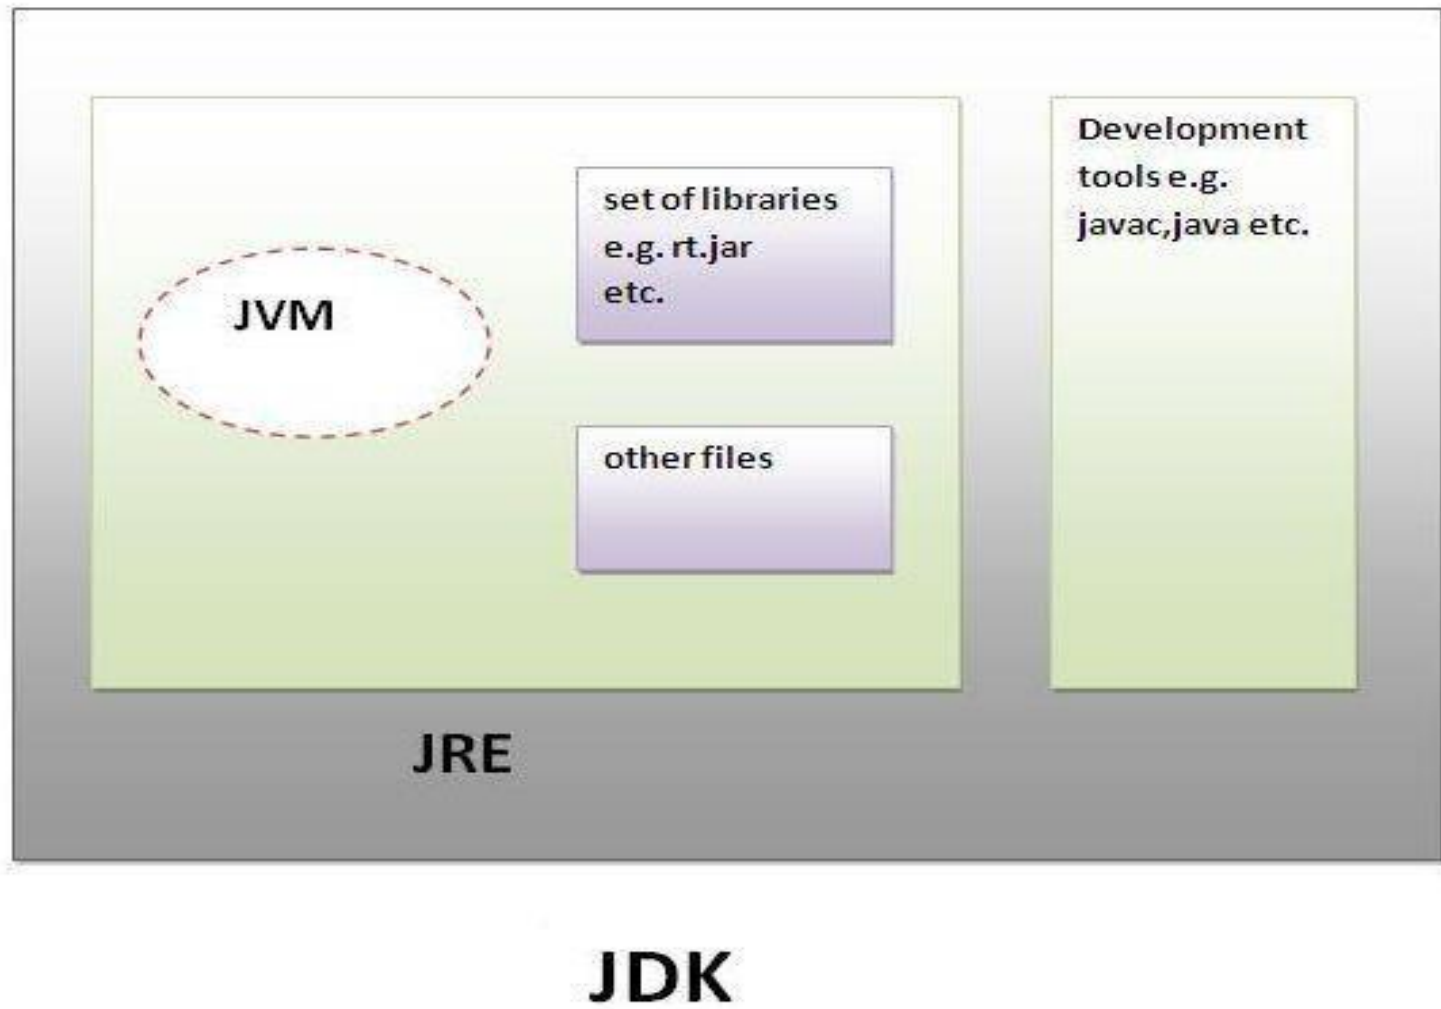 Development
tools e.g.
javac,java etc.
set of libraries
e.g. rt.jar
etc.
JVM
other files
JRE
JDK